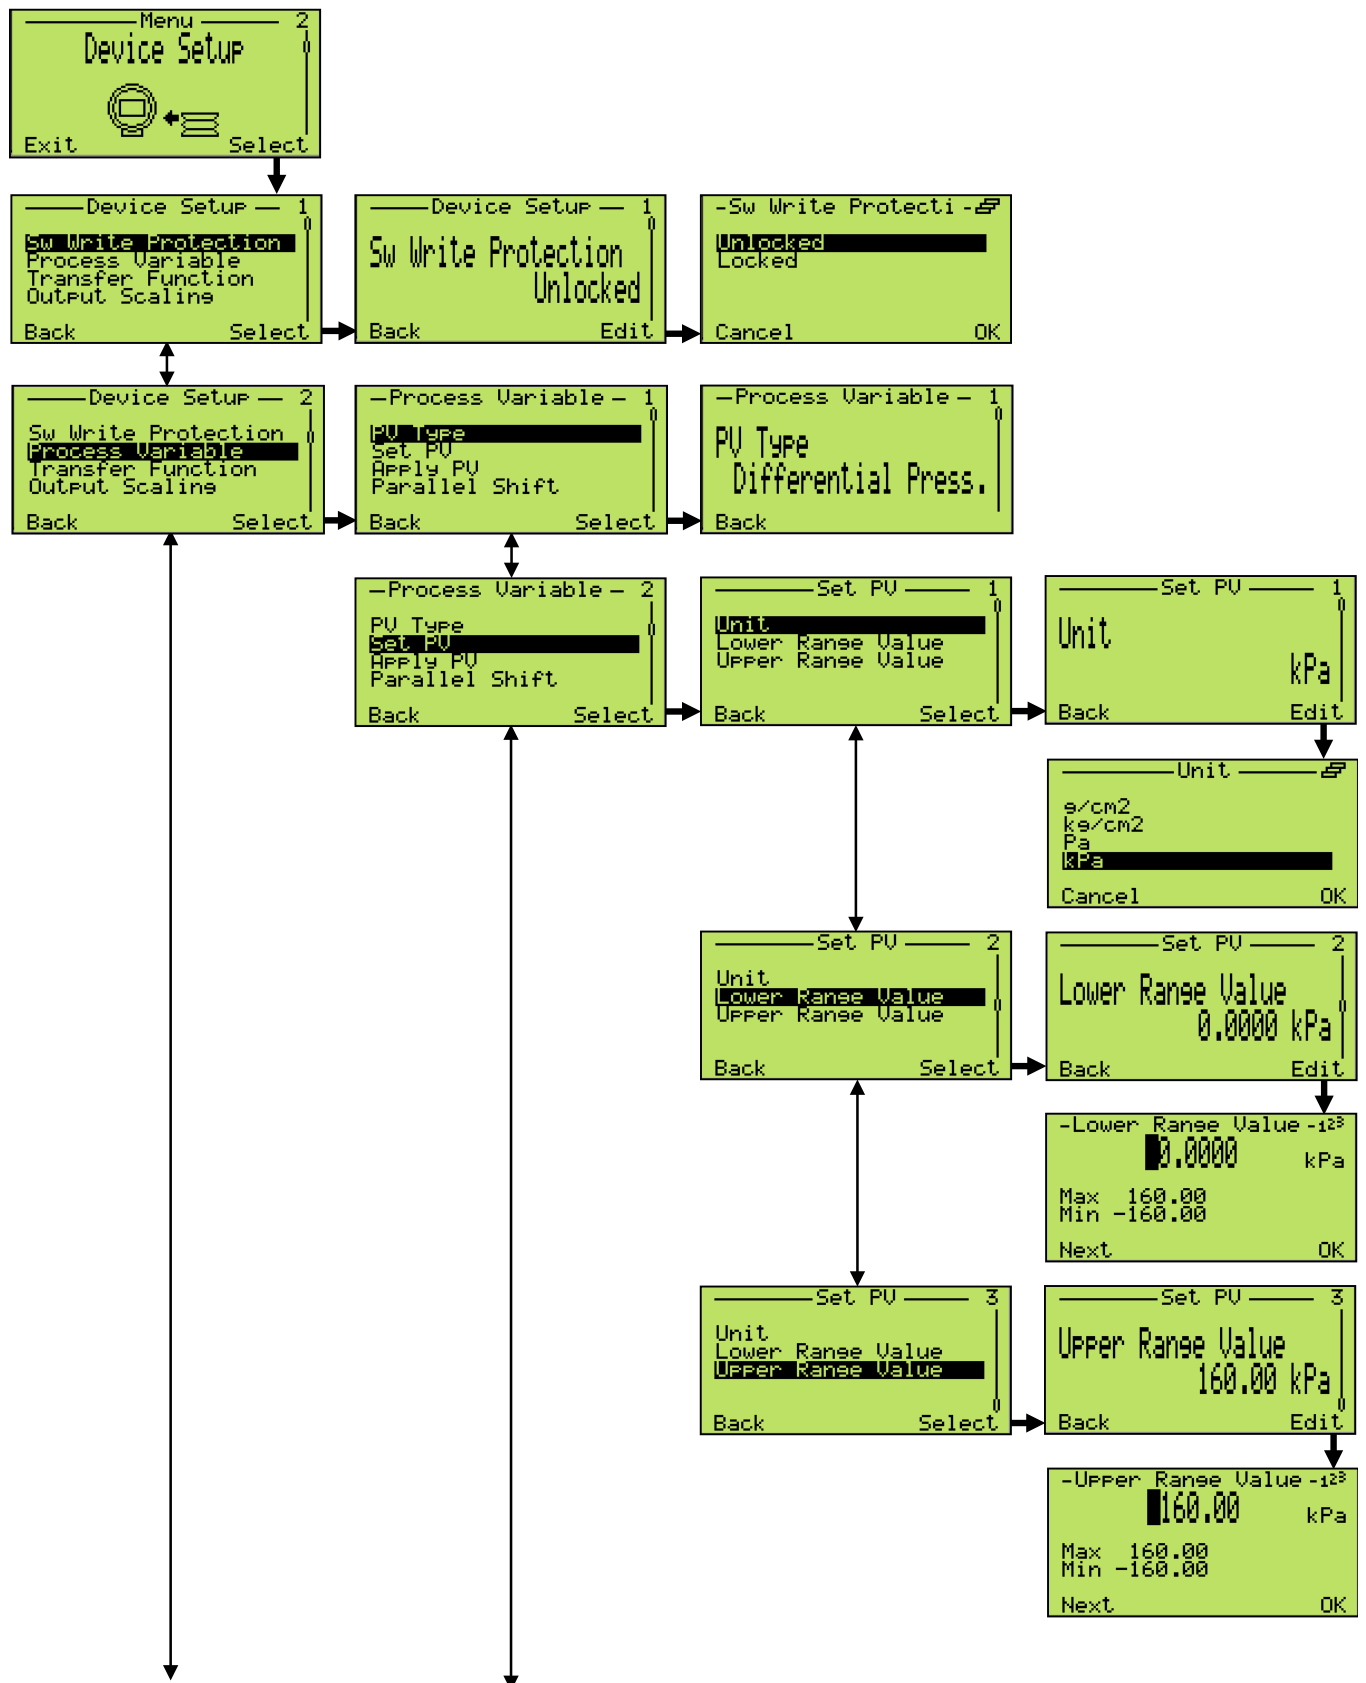 Menu 2
Device Setup
Exit Select
Device Setup 1
Sw Write Protection
Process Variable
Transfer Function
Output Scaling
Back Select
Device Setup 1
Sw Write Protection
Unlocked
Back Edit
-Sw Write Protecti-
Unlocked
Locked
Cancel OK
Device Setup 2
Sw Write Protection
Process Variable
Transfer Function
Output Scaling
Back Select
Process Variable 1
PV Type
Set PV
Apply PV
Parallel Shift
Back Select
Process Variable 1
PV Type
Differential Press.
Back
Process Variable 2
PV Type
Set PV
Apply PV
Parallel Shift
Back Select
Set PV 1
Unit
Lower Range Value
Upper Range Value
Back Select
Set PV 1
Unit
kPa
Back Edit
Unit
g/cm2
kg/cm2
Pa
kPa
Cancel OK
Set PV 2
Unit
Lower Range Value
Upper Range Value
Back Select
Set PV 2
Lower Range Value
0.0000 kPa
Back Edit
-Lower Range Value-123
0.0000 kPa
Max 160.00
Min -160.00
Next OK
Set PV 3
Unit
Lower Range Value
Upper Range Value
Back Select
Set PV 3
Upper Range Value
160.00 kPa
Back Edit
-Upper Range Value-123
160.00 kPa
Max 160.00
Min -160.00
Next OK